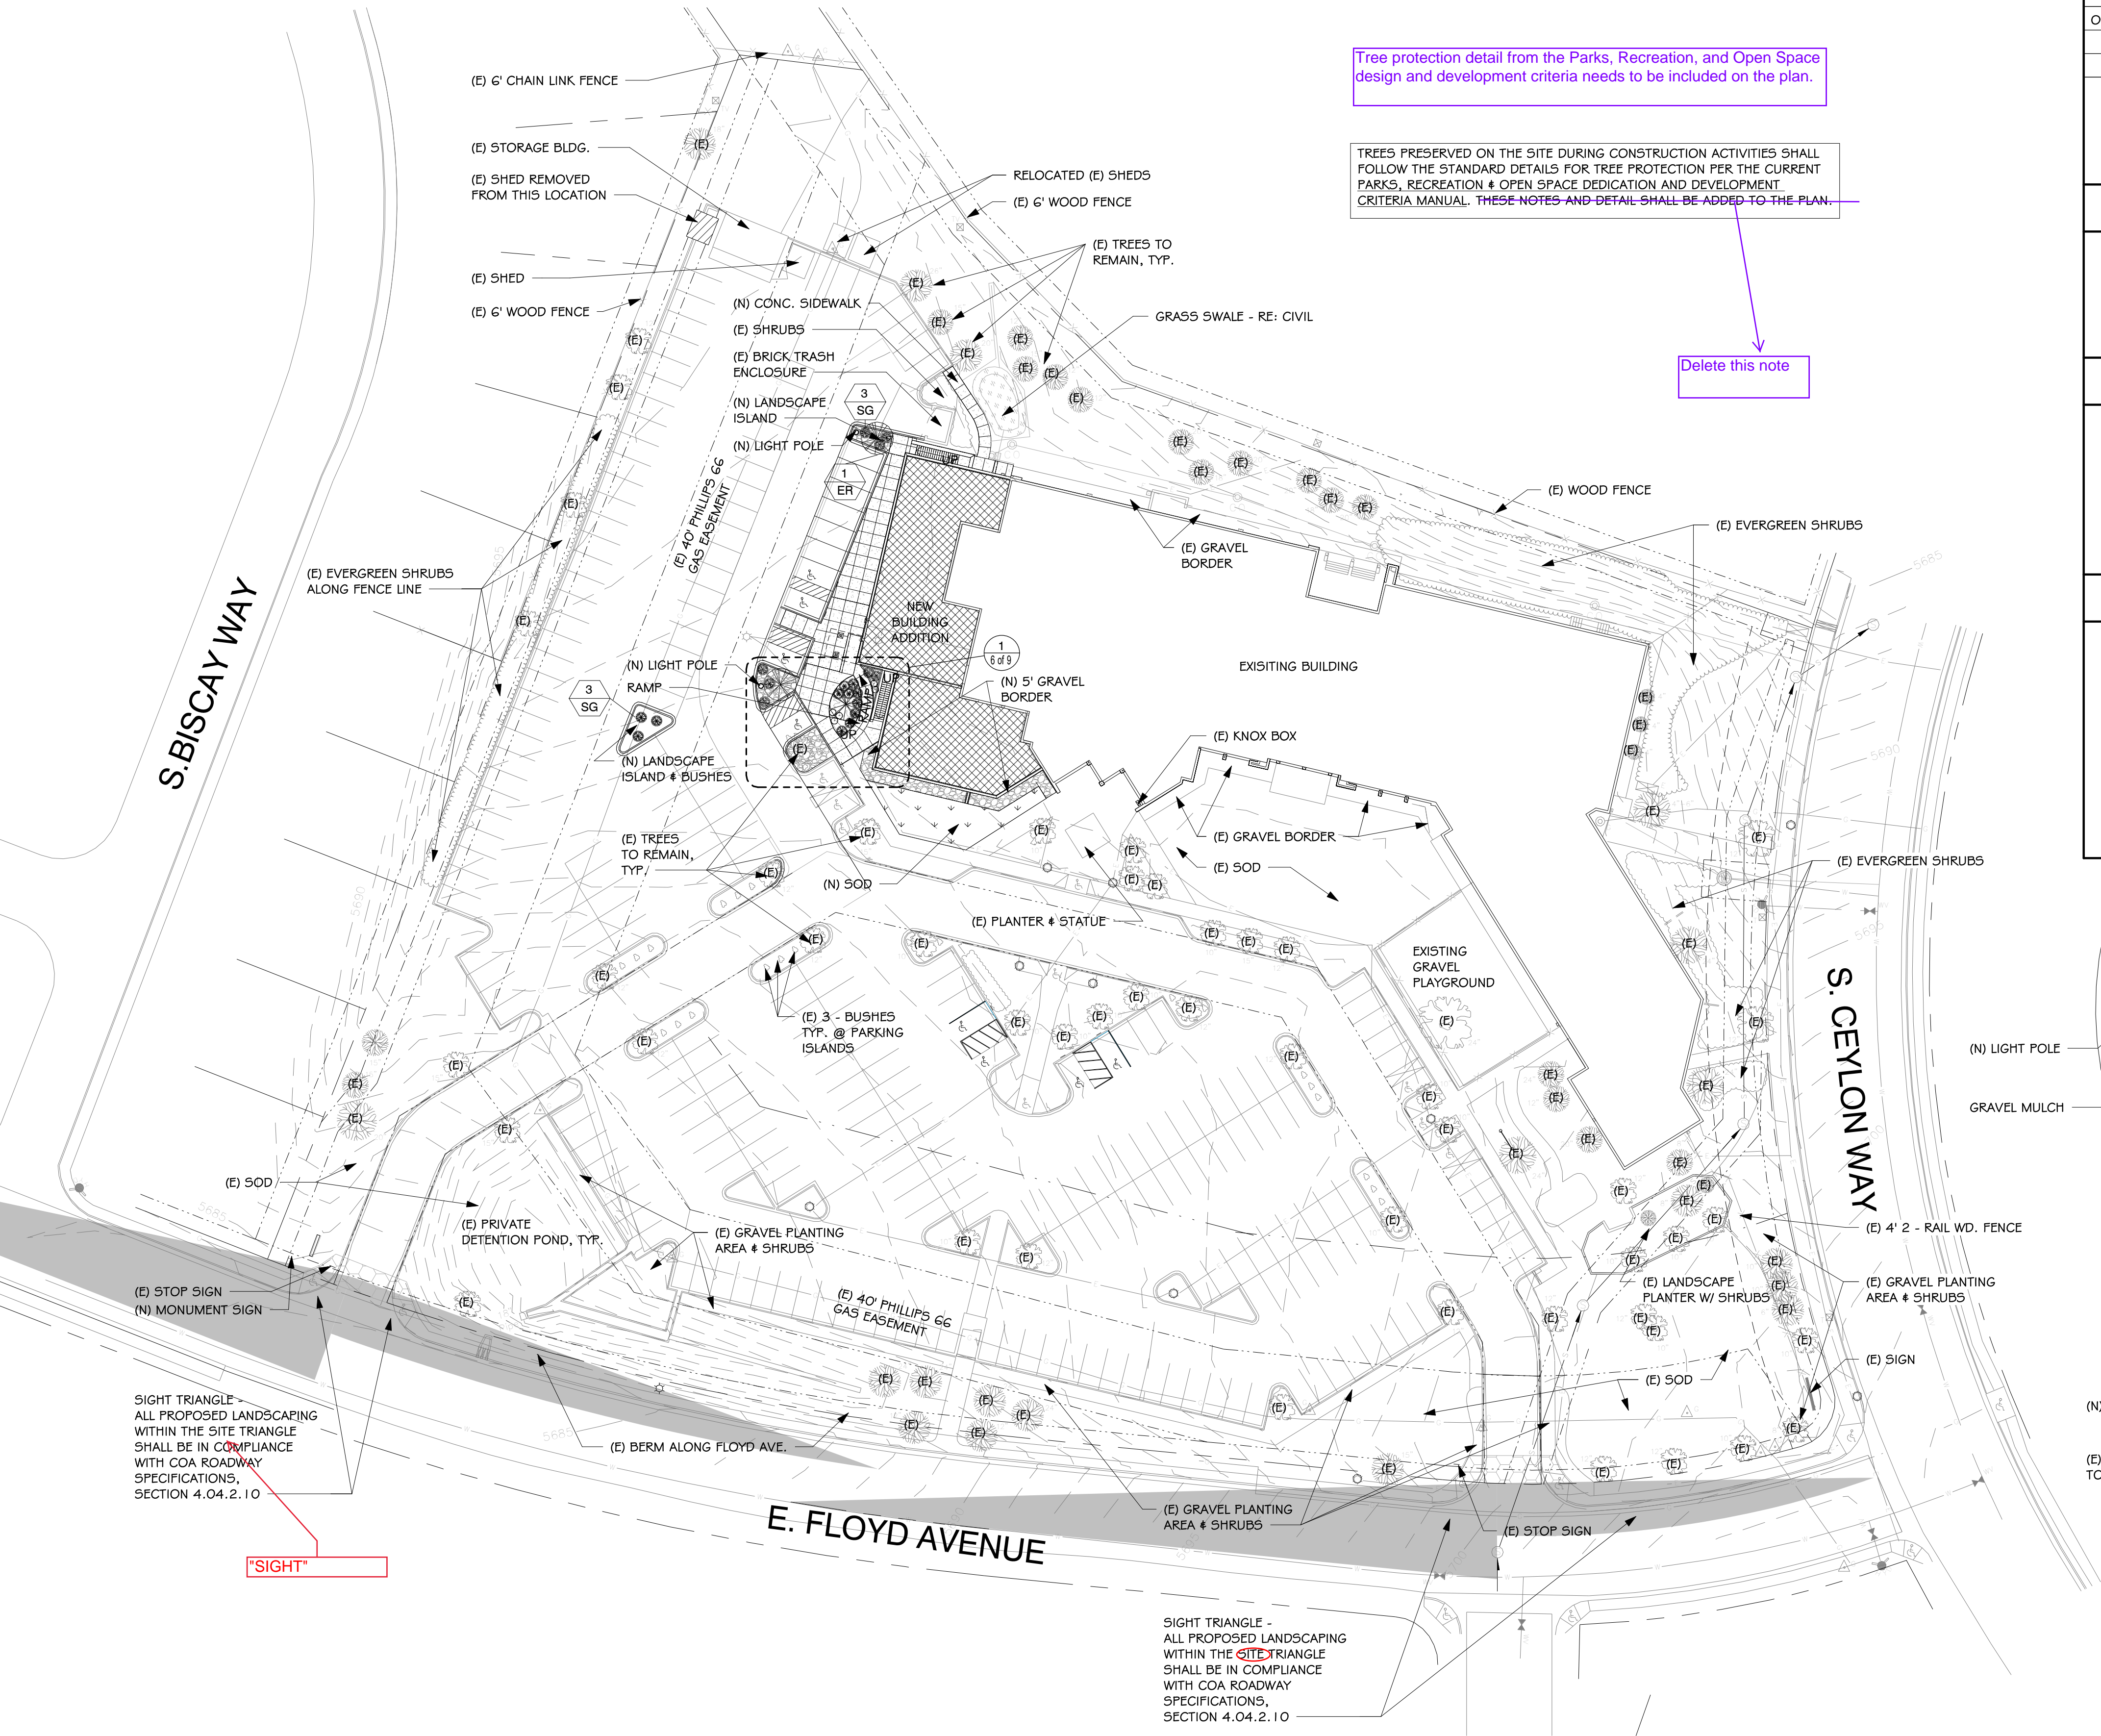 Tree protection detail from the Parks, Recreation, and Open Space
design and development criteria needs to be included on the plan.
TREES PRESERVED ON THE SITE DURING CONSTRUCTION ACTIVITIES SHALL
FOLLOW THE STANDARD DETAILS FOR TREE PROTECTION PER THE CURRENT
PARKS, RECREATION & OPEN SPACE DEDICATION AND DEVELOPMENT
CRITERIA MANUAL. THESE NOTES AND DETAIL SHALL BE ADDED TO THE PLAN.
Delete this note
(E) 6' CHAIN LINK FENCE
(E) STORAGE BLDG.
(E) SHED REMOVED
FROM THIS LOCATION
(E) SHED
(E) 6' WOOD FENCE
RELOCATED (E) SHEDS
(E) 6' WOOD FENCE
(E) TREES TO
REMAIN, TYP.
GRASS SWALE - RE: CIVIL
(N) CONC. SIDEWALK
(E) SHRUBS
(E) BRICK TRASH
ENCLOSURE
(N) LANDSCAPE
ISLAND
3
SG
(N) LIGHT POLE
1
ER
UP
(E) 40' PHILLIPS 66
GAS EASEMENT
(E) WOOD FENCE
(E) EVERGREEN SHRUBS
(E) GRAVEL
BORDER
5685
(E) EVERGREEN SHRUBS
ALONG FENCE LINE
S.BISCAY WAY
NEW
BUILDING
ADDITION
1
6 of 9
EXISITING BUILDING
(N) LIGHT POLE
RAMP
3
SG
UP
RAMP
UP
(N) 5' GRAVEL
BORDER
(N) LANDSCAPE
ISLAND & BUSHES
(E) KNOX BOX
5690
(E) GRAVEL BORDER
(E) SOD
(E) TREES
TO REMAIN,
TYP.
(N) SOD
(E) EVERGREEN SHRUBS
5690
5695
(E) PLANTER & STATUE
EXISTING
GRAVEL
PLAYGROUND
(E) 3 - BUSHES
TYP. @ PARKING
ISLANDS
S. CEYLON WAY
(N) LIGHT POLE
GRAVEL MULCH
(E) SOD
5685
(E) PRIVATE
DETENTION POND, TYP.
(E) GRAVEL PLANTING
AREA & SHRUBS
(E) 4' 2 - RAIL WD. FENCE
(E) LANDSCAPE
PLANTER W/ SHRUBS
(E) GRAVEL PLANTING
AREA & SHRUBS
(E) STOP SIGN
(N) MONUMENT SIGN
(E) 40' PHILLIPS 66
GAS EASEMENT
(E) SIGN
(E) SOD
SIGHT TRIANGLE -
ALL PROPOSED LANDSCAPING
WITHIN THE SITE TRIANGLE
SHALL BE IN COMPLIANCE
WITH COA ROADWAY
SPECIFICATIONS,
SECTION 4.04.2.10
"SIGHT"
5685
(E) BERM ALONG FLOYD AVE.
E. FLOYD AVENUE
(E) GRAVEL PLANTING
AREA & SHRUBS
(E) STOP SIGN
SIGHT TRIANGLE -
ALL PROPOSED LANDSCAPING
WITHIN THE SITE TRIANGLE
SHALL BE IN COMPLIANCE
WITH COA ROADWAY
SPECIFICATIONS,
SECTION 4.04.2.10